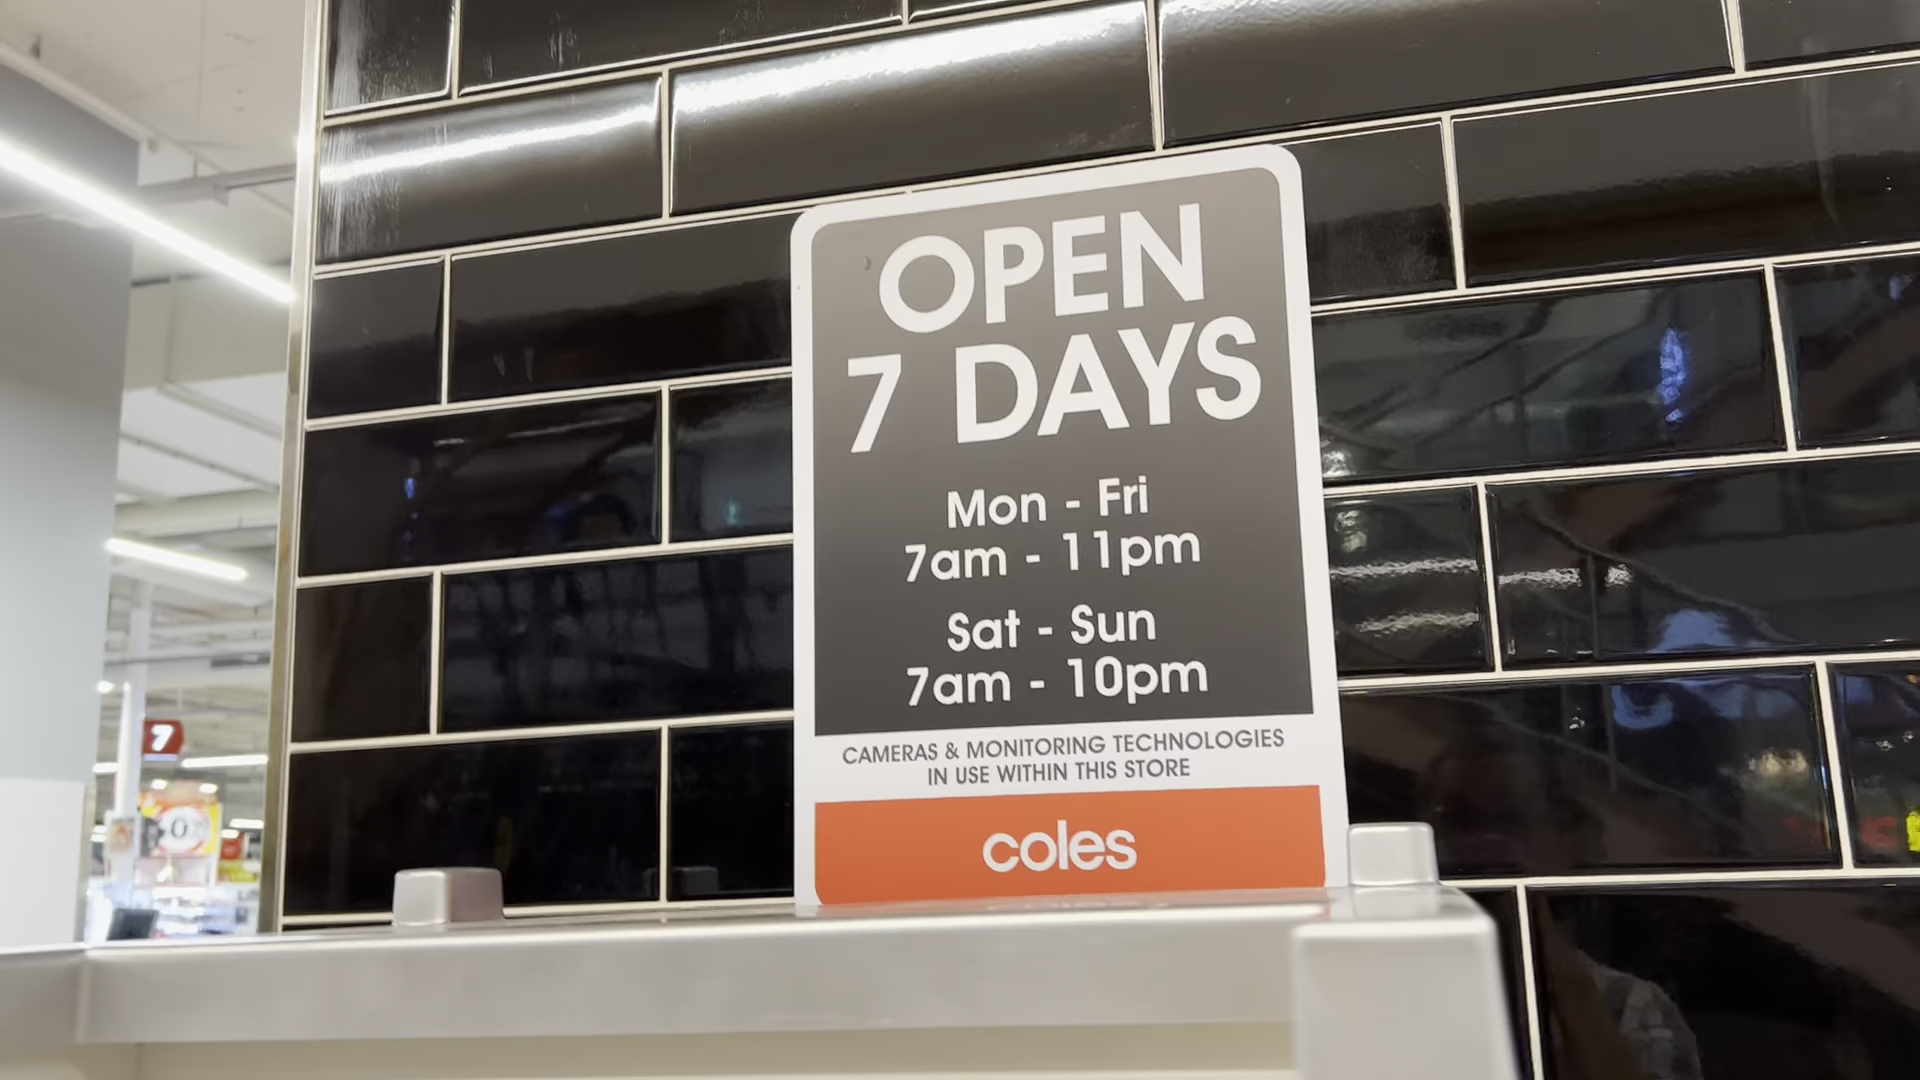 OPEN
7 DAYS
Mon - Fri
7am - 11pm
Sat - Sun
7am - 10pm
CAMERAS & MONITORING TECHNOLOGIES
IN USE WITHIN THIS STORE
coles
7